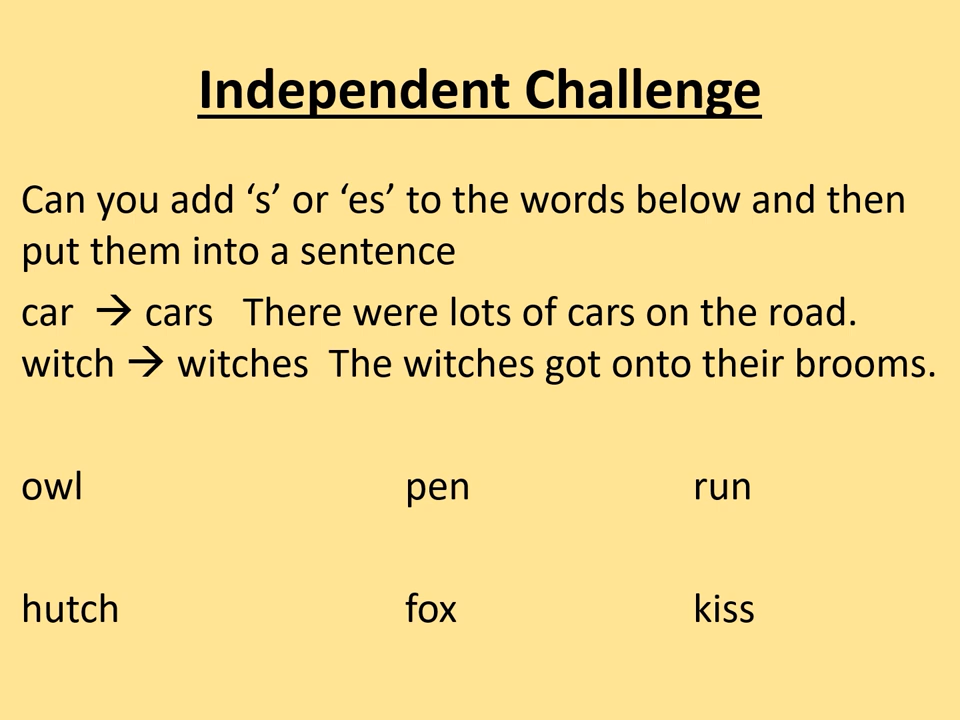 Independent Challenge
Can you add ‘s’ or ‘es’ to the words below and then
put them into a sentence
car → cars There were lots of cars on the road.
witch → witches The witches got onto their brooms.
owl pen run
hutch fox kiss